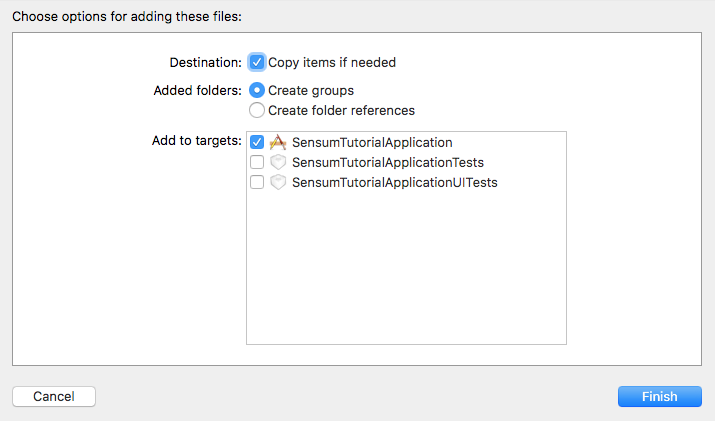 Choose options for adding these files:
Destination: Copy items if needed
Added folders: Create groups
Create folder references
Add to targets: SensumTutorialApplication
SensumTutorialApplicationTests
SensumTutorialApplicationUITests
Cancel Finish